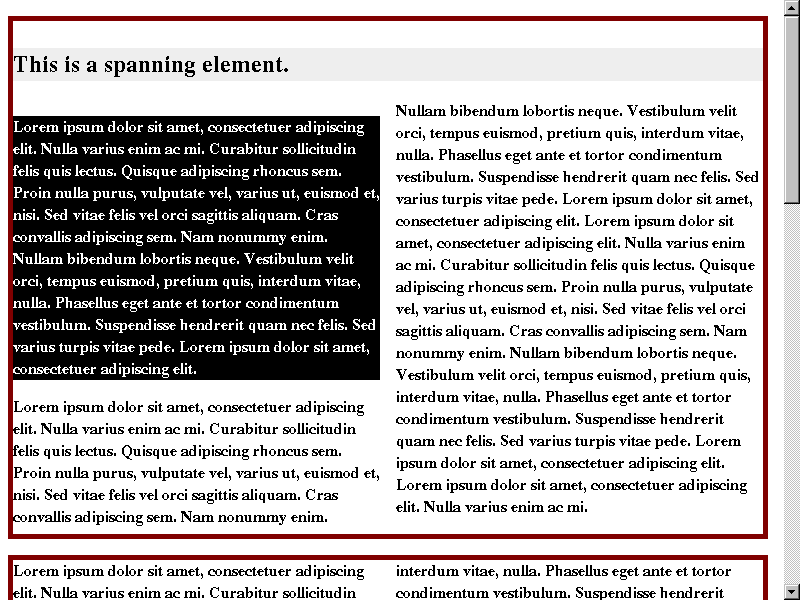 This is a spanning element.
Lorem ipsum dolor sit amet, consectetuer adipiscing
elit. Nulla varius enim ac mi. Curabitur sollicitudin
felis quis lectus. Quisque adipiscing rhoncus sem.
Proin nulla purus, vulputate vel, varius ut, euismod et,
nisi. Sed vitae felis vel orci sagittis aliquam. Cras
convallis adipiscing sem. Nam nonummy enim.
Nullam bibendum lobortis neque. Vestibulum velit
orci, tempus euismod, pretium quis, interdum vitae,
nulla. Phasellus eget ante et tortor condimentum
vestibulum. Suspendisse hendrerit quam nec felis. Sed
varius turpis vitae pede. Lorem ipsum dolor sit amet,
consectetuer adipiscing elit.
Lorem ipsum dolor sit amet, consectetuer adipiscing
elit. Nulla varius enim ac mi. Curabitur sollicitudin
felis quis lectus. Quisque adipiscing rhoncus sem.
Proin nulla purus, vulputate vel, varius ut, euismod et,
nisi. Sed vitae felis vel orci sagittis aliquam. Cras
convallis adipiscing sem. Nam nonummy enim.
Nullam bibendum lobortis neque. Vestibulum velit
orci, tempus euismod, pretium quis, interdum vitae,
nulla. Phasellus eget ante et tortor condimentum
vestibulum. Suspendisse hendrerit quam nec felis. Sed
varius turpis vitae pede. Lorem ipsum dolor sit amet,
consectetuer adipiscing elit. Lorem ipsum dolor sit
amet, consectetuer adipiscing elit. Nulla varius enim
ac mi. Curabitur sollicitudin felis quis lectus. Quisque
adipiscing rhoncus sem. Proin nulla purus, vulputate
vel, varius ut, euismod et, nisi. Sed vitae felis vel orci
sagittis aliquam. Cras convallis adipiscing sem. Nam
nonummy enim. Nullam bibendum lobortis neque.
Vestibulum velit orci, tempus euismod, pretium quis,
interdum vitae, nulla. Phasellus eget ante et tortor
condimentum vestibulum. Suspendisse hendrerit
quam nec felis. Sed varius turpis vitae pede. Lorem
ipsum dolor sit amet, consectetuer adipiscing elit.
Lorem ipsum dolor sit amet, consectetuer adipiscing
elit. Nulla varius enim ac mi.
Lorem ipsum dolor sit amet, consectetuer adipiscing
elit. Nulla varius enim ac mi. Curabitur sollicitudin
interdum vitae, nulla. Phasellus eget ante et tortor
condimentum vestibulum. Suspendisse hendrerit